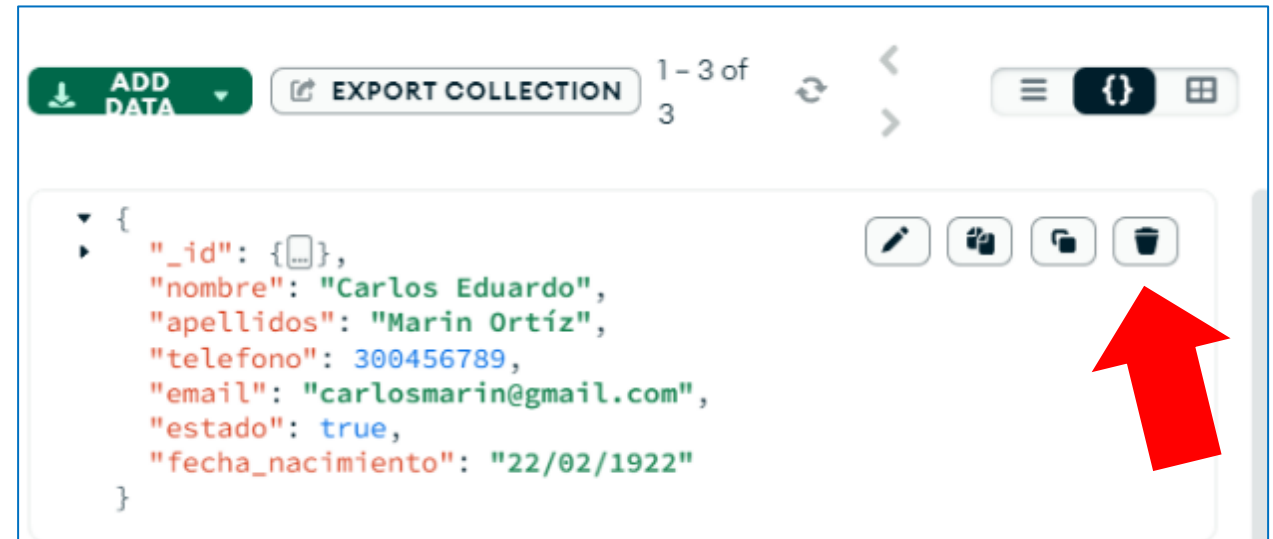 ADD DATA
EXPORT COLLECTION
1 – 3 of
3
{
"_id": {...},
"nombre": "Carlos Eduardo",
"apellidos": "Marin Ortíz",
"telefono": 300456789,
"email": "carlosmarin@gmail.com",
"estado": true,
"fecha_nacimiento": "22/02/1922"
}